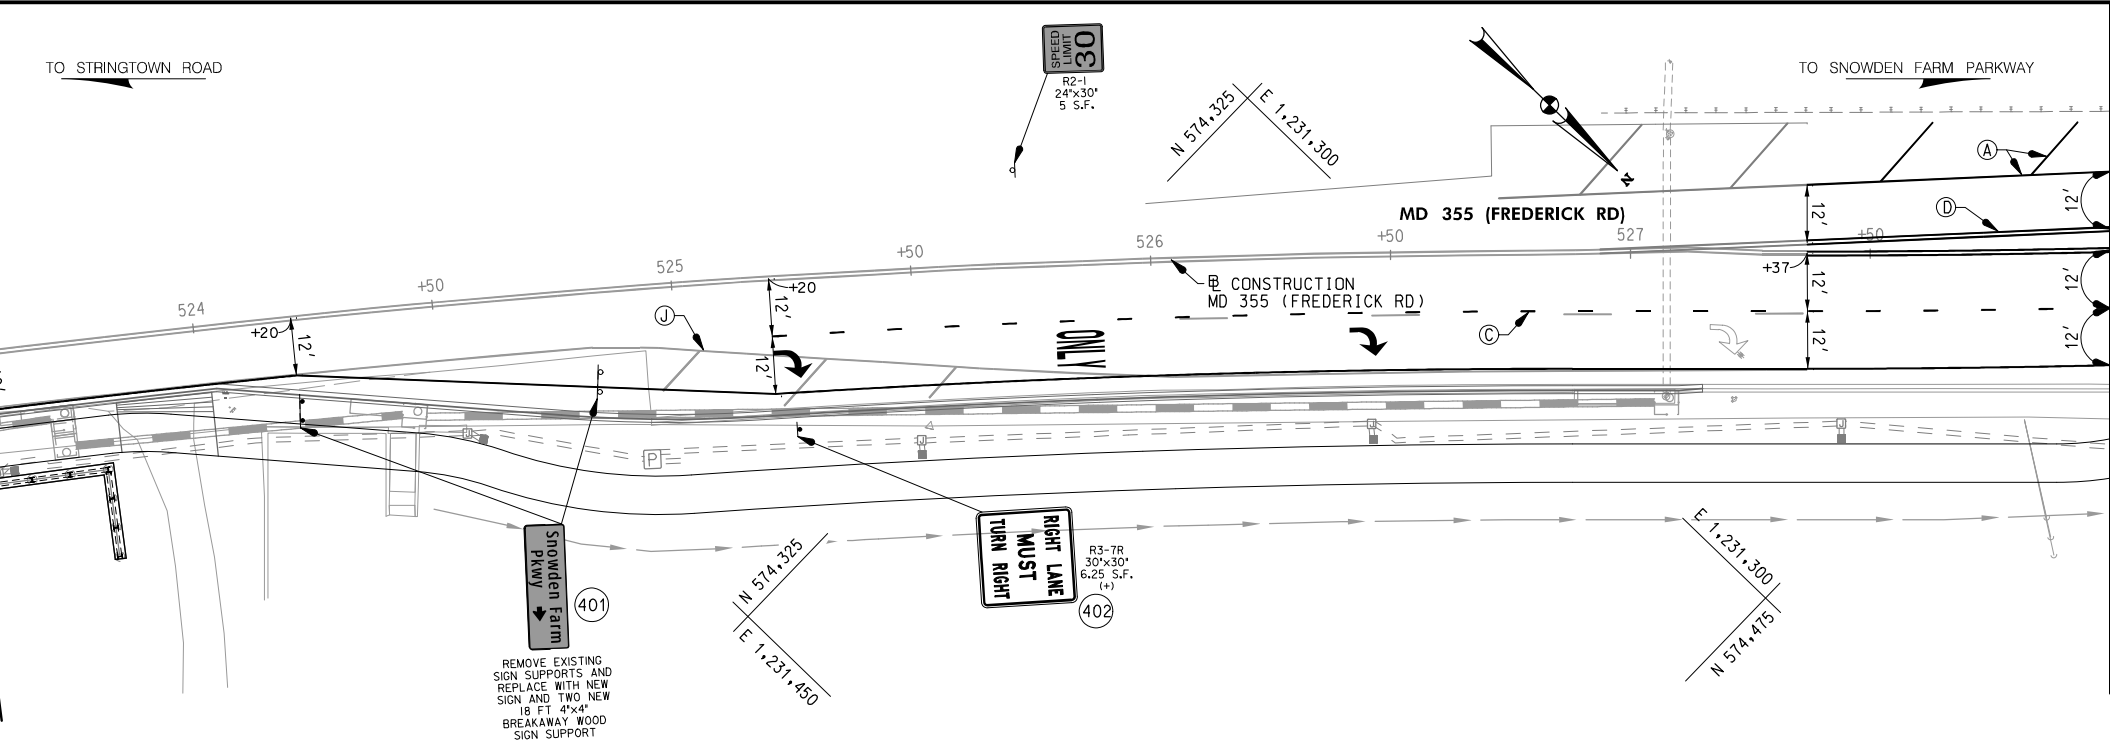 TO STRINGTOWN ROAD
SPEED
LIMIT
30
R2-1
24"x30"
5 S.F.
N 574,325
E 1,231,300
N
TO SNOWDEN FARM PARKWAY
A
D
MD 355 (FREDERICK RD)
12'
12'
524
+50
525
+50
526
+50
527
+50
+20
12'
+20
12'
12'
J
ONLY
BL CONSTRUCTION
MD 355 (FREDERICK RD)
C
+37
12'
12'
12'
12'
12'
Snowden Farm
Pkwy
401
REMOVE EXISTING
SIGN SUPPORTS AND
REPLACE WITH NEW
SIGN AND TWO NEW
18 FT 4"x4"
BREAKAWAY WOOD
SIGN SUPPORT
P
J
J
J
J
N 574,325
E 1,231,450
RIGHT LANE
MUST
TURN RIGHT
R3-7R
30"x30"
6.25 S.F.
(+)
402
E 1,231,300
N 574,475